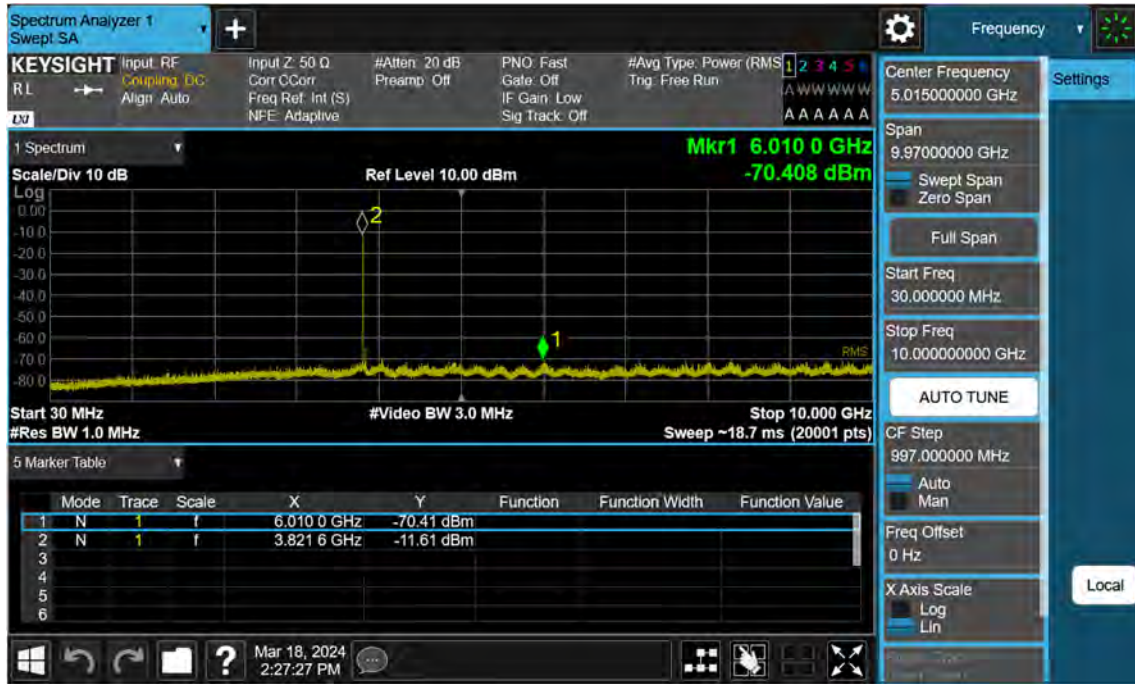 Spectrum Analyzer 1
Swept SA
+
Frequency
KEYSIGHT
RL
LXI
Input: RF
Coupling: DC
Align: Auto
Input Z: 50 Ω
Corr CCorr
Freq Ref: Int (S)
NFE: Adaptive
#Atten: 20 dB
Preamp: Off
PNO: Fast
Gate: Off
IF Gain: Low
Sig Track: Off
#Avg Type: Power (RMS
Trig: Free Run
1 2 3 4 5 6
A W W W W W
A A A A A A
1 Spectrum
Scale/Div 10 dB
Ref Level 10.00 dBm
Mkr1 6.010 0 GHz
-70.408 dBm
Log
0.00
-10.0
-20.0
-30.0
-40.0
-50.0
-60.0
-70.0
-80.0
2
1
RMS
Start 30 MHz
#Video BW 3.0 MHz
Stop 10.000 GHz
#Res BW 1.0 MHz
Sweep ~18.7 ms (20001 pts)
5 Marker Table
Mode Trace Scale X Y Function Function Width Function Value
1 N 1 f 6.010 0 GHz -70.41 dBm
2 N 1 f 3.821 6 GHz -11.61 dBm
3
4
5
6
Mar 18, 2024
2:27:27 PM
?
Center Frequency
5.015000000 GHz
Span
9.97000000 GHz
Swept Span
Zero Span
Full Span
Start Freq
30.000000 MHz
Stop Freq
10.000000000 GHz
AUTO TUNE
CF Step
997.000000 MHz
Auto
Man
Freq Offset
0 Hz
X Axis Scale
Log
Lin
Settings
Local